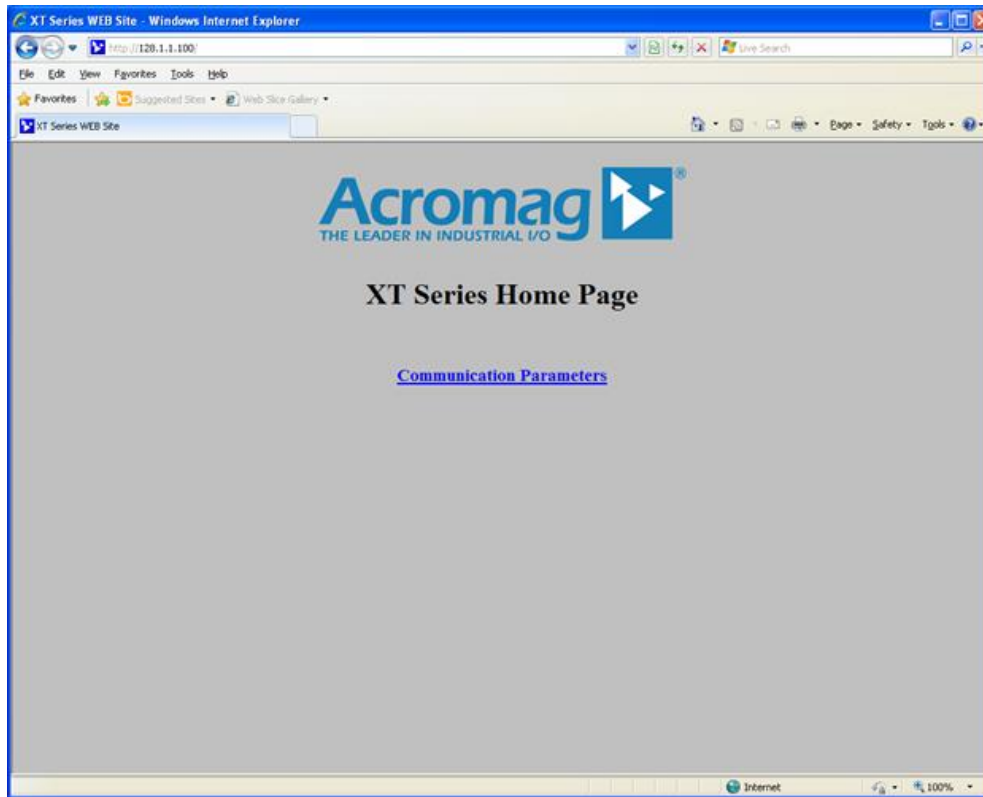 XT Series WEB Site - Windows Internet Explorer
http://128.1.1.100/
Live Search
File Edit View Favorites Tools Help
Favorites Suggested Sites Web Slice Gallery
XT Series WEB Site
Page Safety Tools
Acromag ®
THE LEADER IN INDUSTRIAL I/O
XT Series Home Page
Communication Parameters
Internet 100%